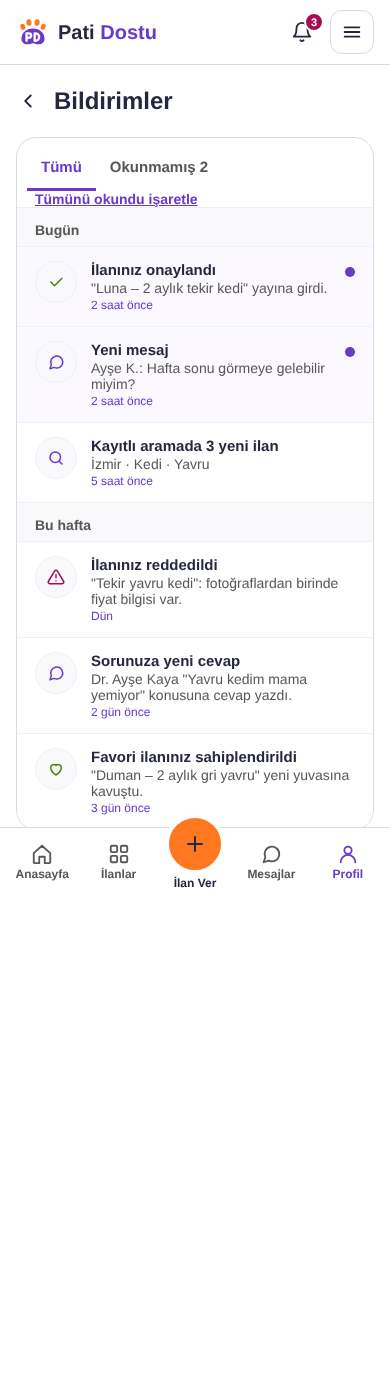 PD
Pati Dostu
3
Bildirimler
Tümü
Okunmamış 2
Tümünü okundu işaretle
Bugün
İlanınız onaylandı
"Luna – 2 aylık tekir kedi" yayına girdi.
2 saat önce
Yeni mesaj
Ayşe K.: Hafta sonu görmeye gelebilir
miyim?
2 saat önce
Kayıtlı aramada 3 yeni ilan
İzmir · Kedi · Yavru
5 saat önce
Bu hafta
İlanınız reddedildi
"Tekir yavru kedi": fotoğraflardan birinde
fiyat bilgisi var.
Dün
Sorunuza yeni cevap
Dr. Ayşe Kaya "Yavru kedim mama
yemiyor" konusuna cevap yazdı.
2 gün önce
Favori ilanınız sahiplendirildi
"Duman – 2 aylık gri yavru" yeni yuvasına
kavuştu.
3 gün önce
Anasayfa
İlanlar
İlan Ver
Mesajlar
Profil